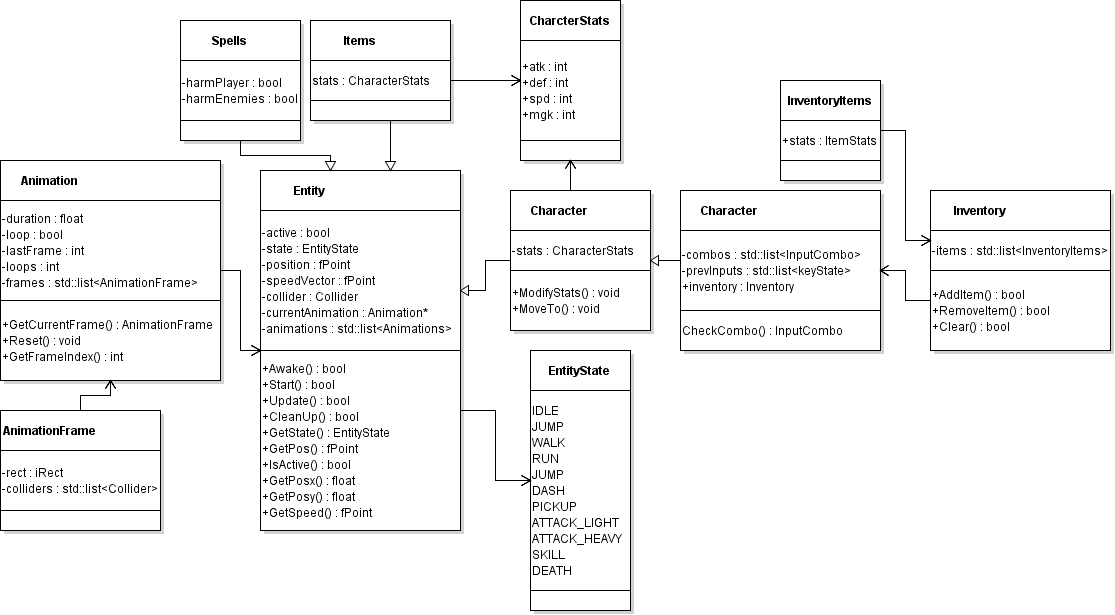 Spells
-harmPlayer : bool
-harmEnemies : bool
Items
stats : CharacterStats
CharcterStats
+atk : int
+def : int
+spd : int
+mgk : int
InventoryItems
+stats : ItemStats
Animation
-duration : float
-loop : bool
-lastFrame : int
-loops : int
-frames : std::list<AnimationFrame>
+GetCurrentFrame() : AnimationFrame
+Reset() : void
+GetFrameIndex() : int
Entity
-active : bool
-state : EntityState
-position : fPoint
-speedVector : fPoint
-collider : Collider
-currentAnimation : Animation*
-animations : std::list<Animations>
+Awake() : bool
+Start() : bool
+Update() : bool
+CleanUp() : bool
+GetState() : EntityState
+GetPos() : fPoint
+IsActive() : bool
+GetPosx() : float
+GetPosy() : float
+GetSpeed() : fPoint
Character
-stats : CharacterStats
+ModifyStats() : void
+MoveTo() : void
Character
-combos : std::list<InputCombo>
-prevInputs : std::list<keyState>
+inventory : Inventory
CheckCombo() : InputCombo
Inventory
-items : std::list<InventoryItems>
+AddItem() : bool
+RemoveItem() : bool
+Clear() : bool
AnimationFrame
-rect : iRect
-colliders : std::list<Collider>
EntityState
IDLE
JUMP
WALK
RUN
JUMP
DASH
PICKUP
ATTACK_LIGHT
ATTACK_HEAVY
SKILL
DEATH